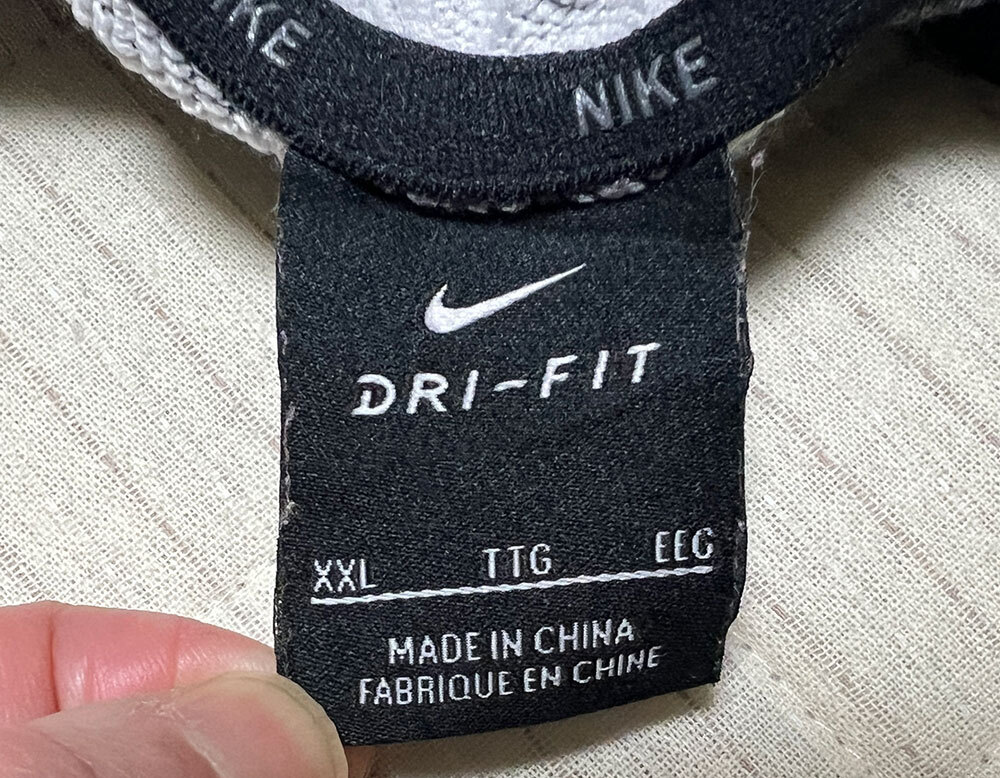 NIKE
NIKE
DRI-FIT
XXL TTG EEG
MADE IN CHINA
FABRIQUE EN CHINE